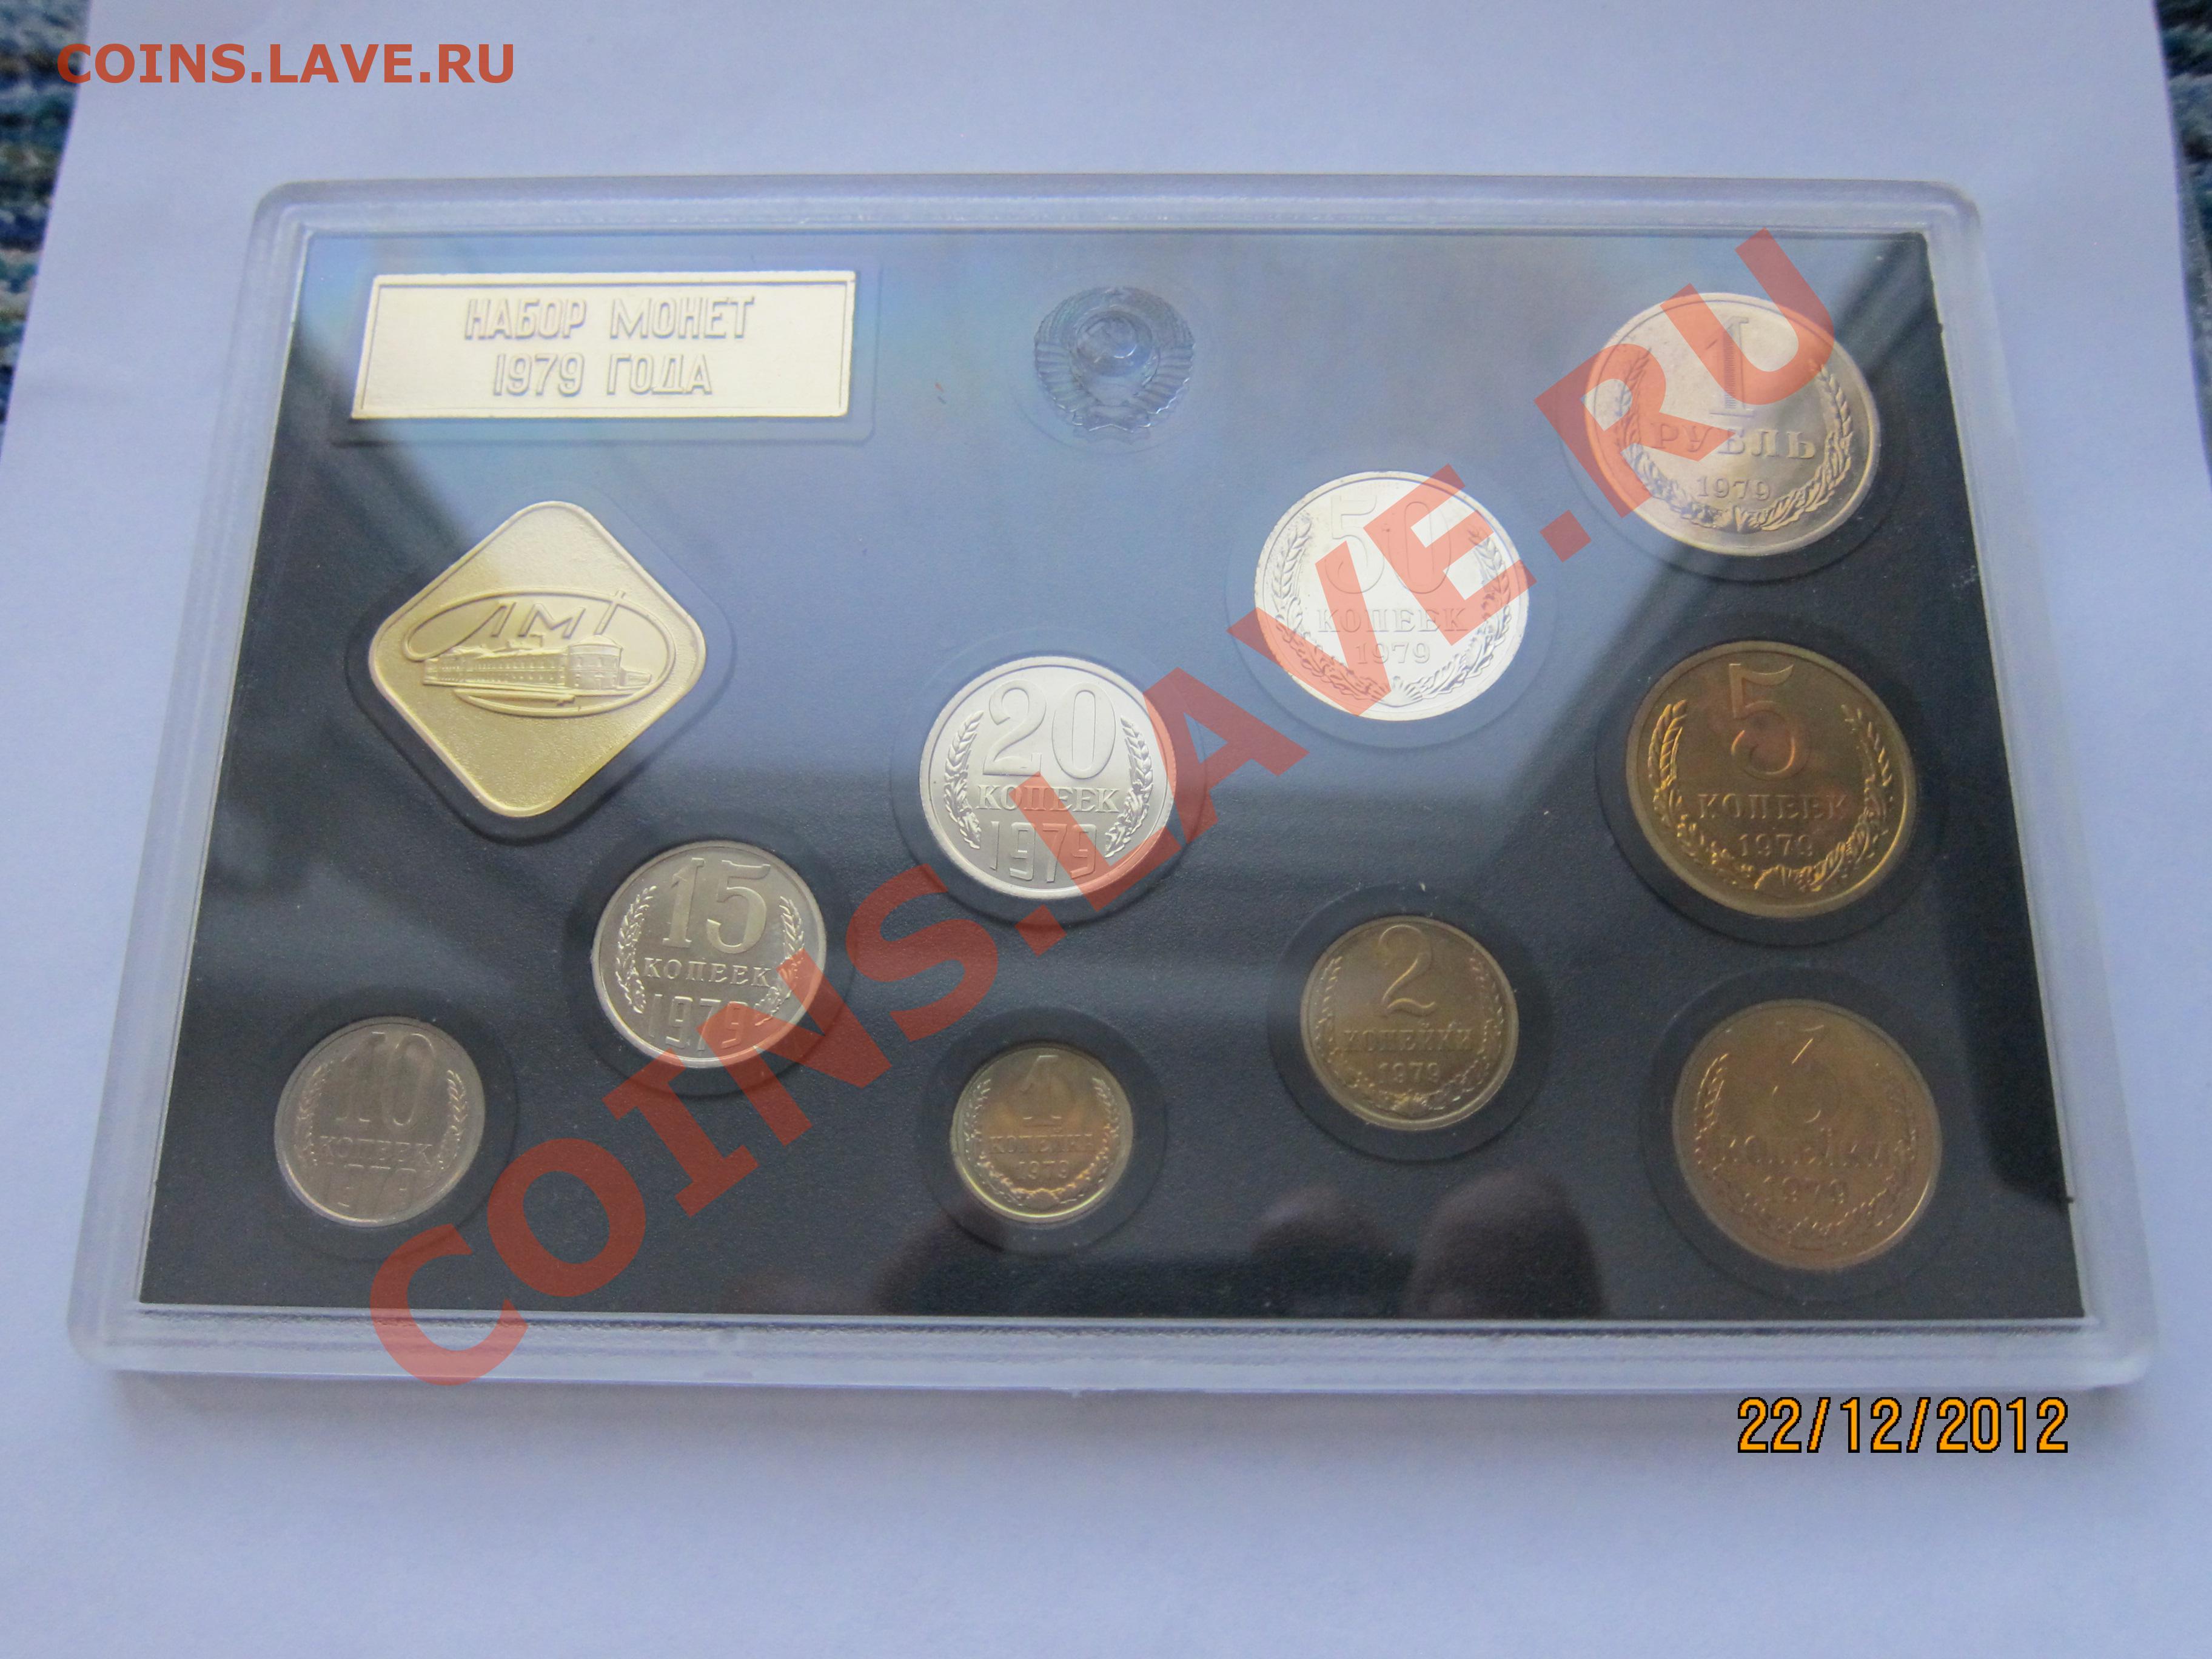 COINS.LAVE.RU
НАБОР МОНЕТ
1979 ГОДА
1
РУБЛЬ
1979
ЛМД
50
КОПЕЕК
1979
20
КОПЕЕК
1979
5
КОПЕЕК
1979
15
КОПЕЕК
1979
2
КОПЕЙКИ
1979
10
КОПЕЕК
1979
1
КОПЕЙКА
1979
3
КОПЕЙКИ
1979
COINS.LAVE.RU
22/12/2012